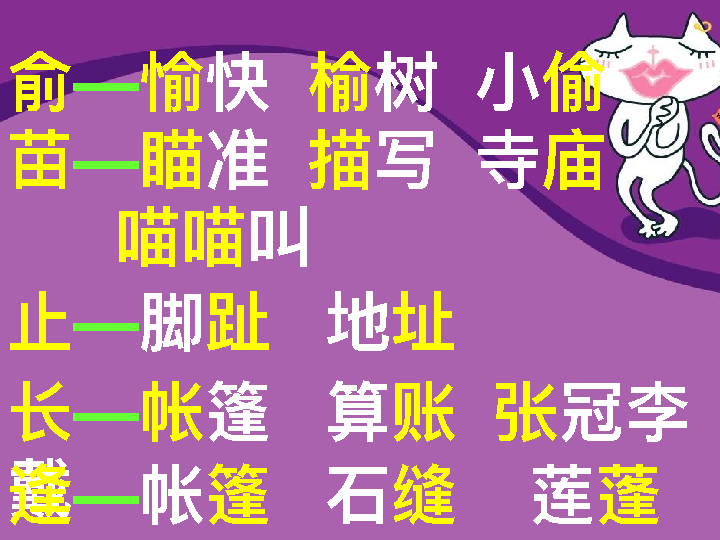 俞—愉快 榆树 小偷
苗—瞄准 描写 寺庙
喵喵叫
止—脚趾 地址
长—帐篷 算账 张冠李
戴
逢—帐篷 石缝 莲蓬